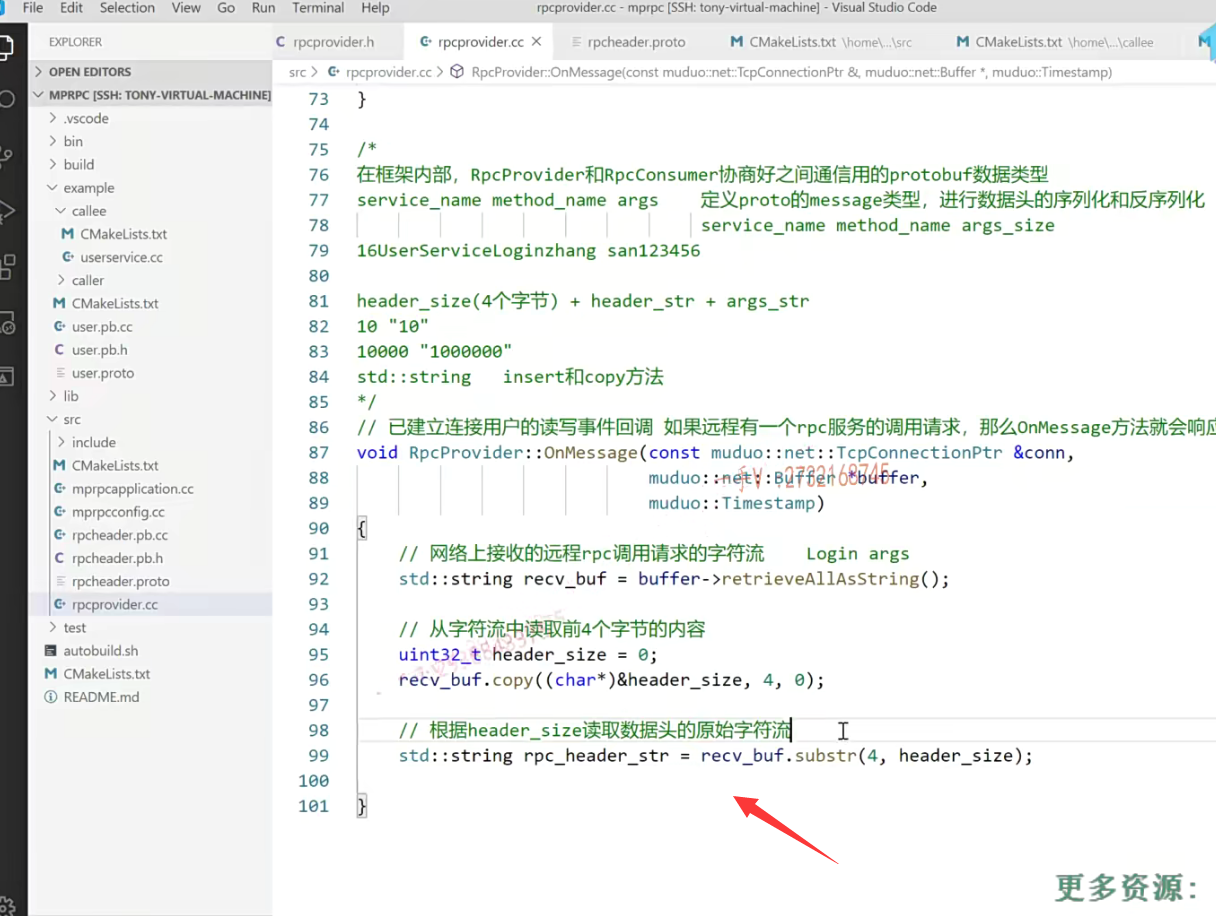 File Edit Selection View Go Run Terminal Help rpcprovider.cc - mprpc [SSH: tony-virtual-machine] - Visual Studio Code
EXPLORER
OPEN EDITORS
MPRPC [SSH: TONY-VIRTUAL-MACHINE]
.vscode
bin
build
example
callee
CMakeLists.txt
userservice.cc
caller
CMakeLists.txt
user.pb.cc
user.pb.h
user.proto
lib
src
include
CMakeLists.txt
mprpcapplication.cc
mprpcconfig.cc
rpcheader.pb.cc
rpcheader.pb.h
rpcheader.proto
rpcprovider.cc
test
autobuild.sh
CMakeLists.txt
README.md
rpcprovider.h rpcprovider.cc rpcheader.proto CMakeLists.txt \home\...\src CMakeLists.txt \home\...\callee
src > rpcprovider.cc > RpcProvider::OnMessage(const muduo::net::TcpConnectionPtr &, muduo::net::Buffer *, muduo::Timestamp)
73 }
74
75 /*
76 在框架内部，RpcProvider和RpcConsumer协商好之间通信用的protobuf数据类型
77 service_name method_name args 定义proto的message类型，进行数据头的序列化和反序列化
78 service_name method_name args_size
79 16UserServiceLoginzhang san123456
80
81 header_size(4个字节) + header_str + args_str
82 10 "10"
83 10000 "1000000"
84 std::string insert和copy方法
85 */
86 // 已建立连接用户的读写事件回调 如果远程有一个rpc服务的调用请求，那么OnMessage方法就会响应
87 void RpcProvider::OnMessage(const muduo::net::TcpConnectionPtr &conn,
88 muduo::net::Buffer *buffer,
89 muduo::Timestamp)
90 {
91 // 网络上接收的远程rpc调用请求的字符流 Login args
92 std::string recv_buf = buffer->retrieveAllAsString();
93
94 // 从字符流中读取前4个字节的内容
95 uint32_t header_size = 0;
96 recv_buf.copy((char*)&header_size, 4, 0);
97
98 // 根据header_size读取数据头的原始字符流
99 std::string rpc_header_str = recv_buf.substr(4, header_size);
100
101 }
更多资源：